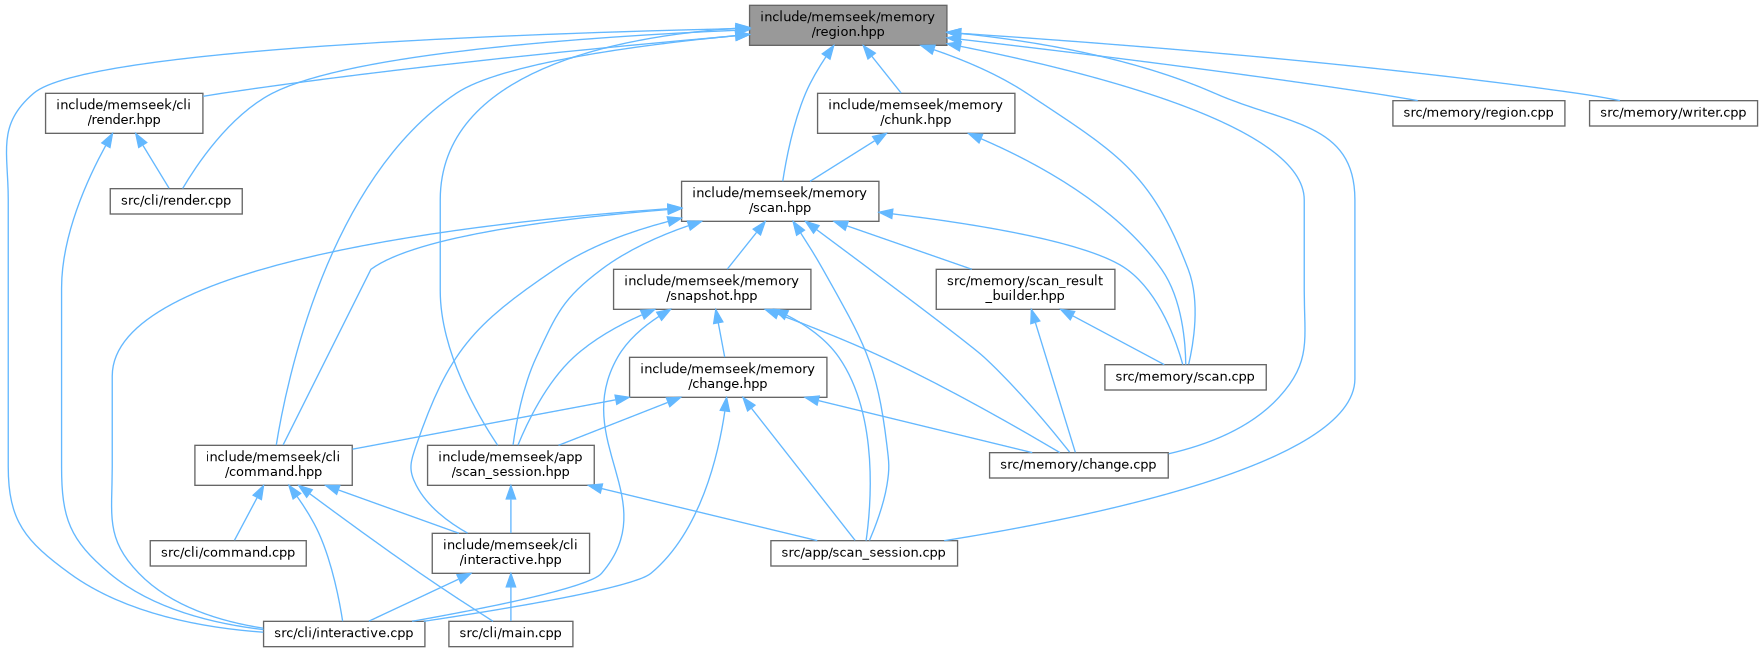 include/memseek/memory
/region.hpp
include/memseek/cli
/render.hpp
include/memseek/memory
/chunk.hpp
src/memory/region.cpp
src/memory/writer.cpp
src/cli/render.cpp
include/memseek/memory
/scan.hpp
include/memseek/memory
/snapshot.hpp
src/memory/scan_result
_builder.hpp
include/memseek/memory
/change.hpp
src/memory/scan.cpp
include/memseek/cli
/command.hpp
include/memseek/app
/scan_session.hpp
src/memory/change.cpp
src/cli/command.cpp
include/memseek/cli
/interactive.hpp
src/app/scan_session.cpp
src/cli/interactive.cpp
src/cli/main.cpp